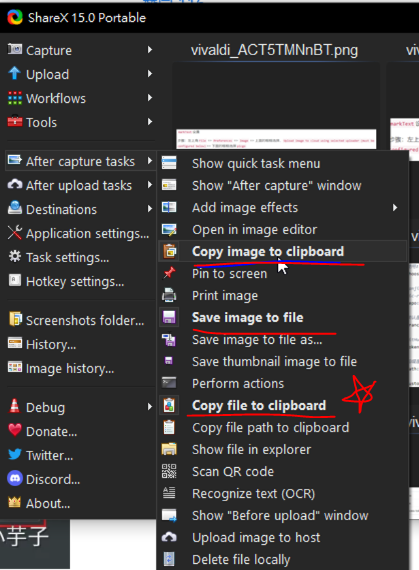 ShareX 15.0 Portable
Capture
Upload
Workflows
Tools
After capture tasks
After upload tasks
Destinations
Application settings...
Task settings...
Hotkey settings...
Screenshots folder...
History...
Image history...
Debug
Donate...
Twitter...
Discord...
About...
vivaldi_ACT5TMNnBT.png
Show quick task menu
Show "After capture" window
Add image effects
Open in image editor
Copy image to clipboard
Pin to screen
Print image
Save image to file
Save image to file as...
Save thumbnail image to file
Perform actions
Copy file to clipboard
Copy file path to clipboard
Show file in explorer
Scan QR code
Recognize text (OCR)
Show "Before upload" window
Upload image to host
Delete file locally
芋子